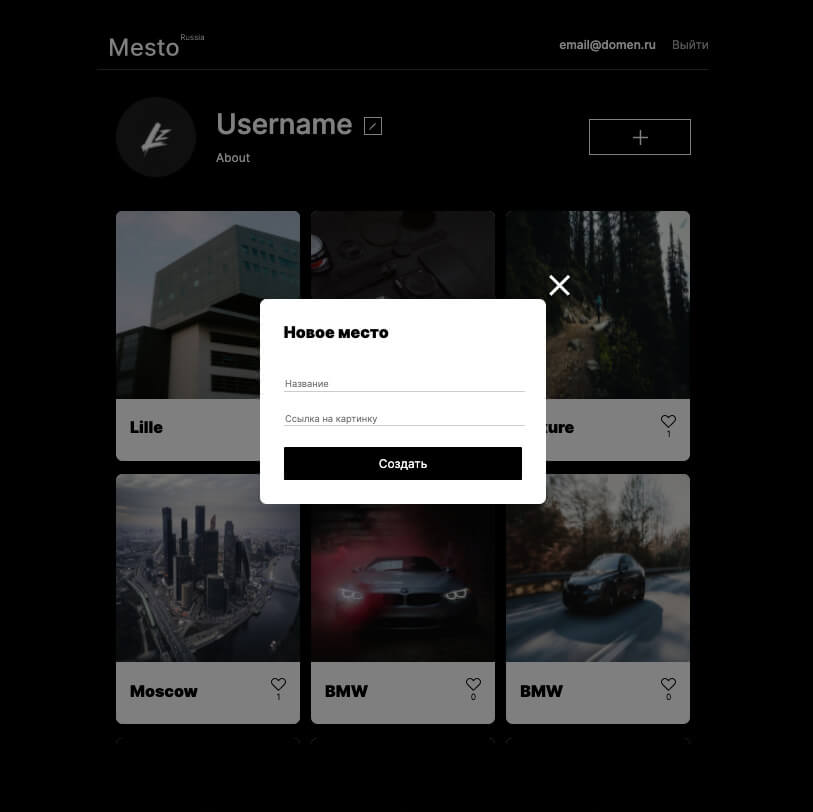 Mesto Russia
email@domen.ru Выйти
Username
About
Новое место
Название
Ссылка на картинку
Создать
Lille
ture
1
Moscow
1
BMW
0
BMW
0